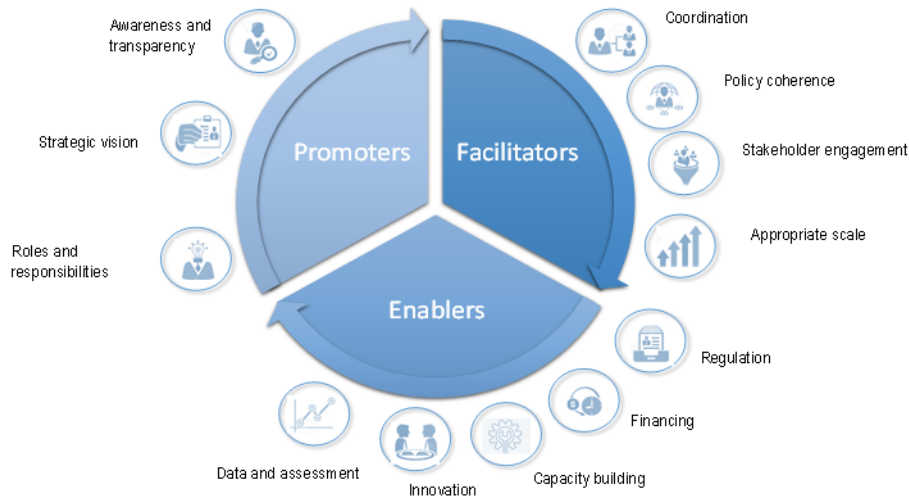 Awareness and
transparency
Strategic vision
Roles and
responsibilities
Promoters
Facilitators
Enablers
Coordination
Policy coherence
Stakeholder engagement
Appropriate scale
Regulation
Financing
Capacity building
Innovation
Data and assessment